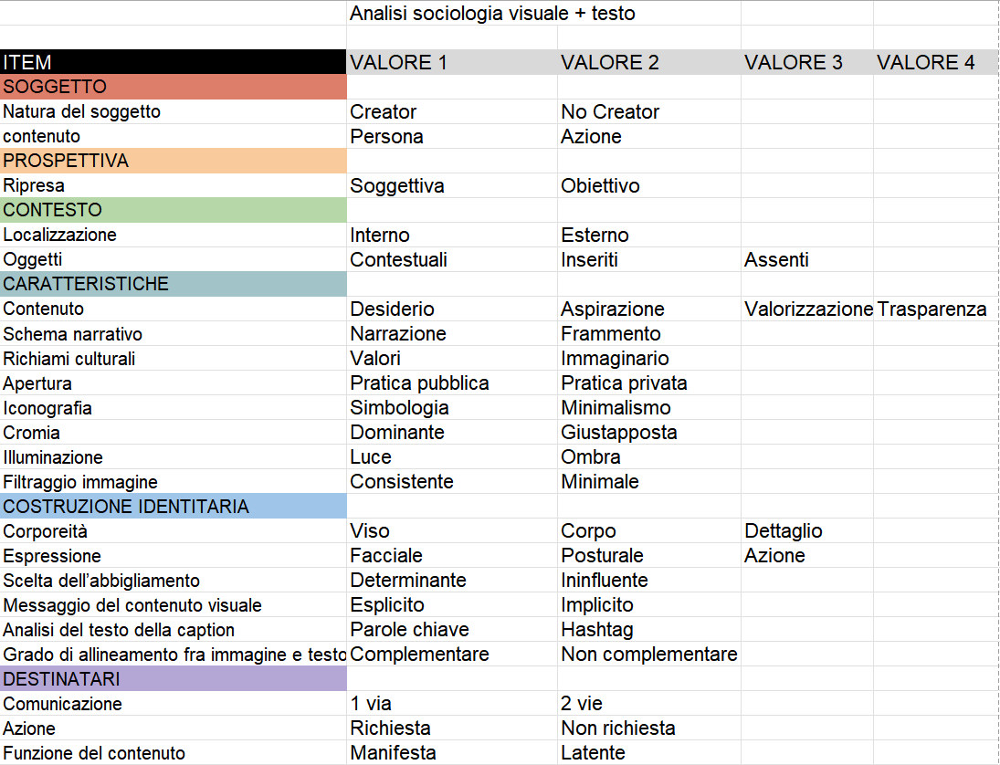 Analisi sociologia visuale + testo
ITEM VALORE 1 VALORE 2 VALORE 3 VALORE 4
SOGGETTO
Natura del soggetto Creator No Creator
contenuto Persona Azione
PROSPETTIVA
Ripresa Soggettiva Obiettivo
CONTESTO
Localizzazione Interno Esterno
Oggetti Contestuali Inseriti Assenti
CARATTERISTICHE
Contenuto Desiderio Aspirazione Valorizzazione Trasparenza
Schema narrativo Narrazione Frammento
Richiami culturali Valori Immaginario
Apertura Pratica pubblica Pratica privata
Iconografia Simbologia Minimalismo
Cromia Dominante Giustapposta
Illuminazione Luce Ombra
Filtraggio immagine Consistente Minimale
COSTRUZIONE IDENTITARIA
Corporeità Viso Corpo Dettaglio
Espressione Facciale Posturale Azione
Scelta dell’abbigliamento Determinante Ininfluente
Messaggio del contenuto visuale Esplicito Implicito
Analisi del testo della caption Parole chiave Hashtag
Grado di allineamento fra immagine e testo Complementare Non complementare
DESTINATARI
Comunicazione 1 via 2 vie
Azione Richiesta Non richiesta
Funzione del contenuto Manifesta Latente